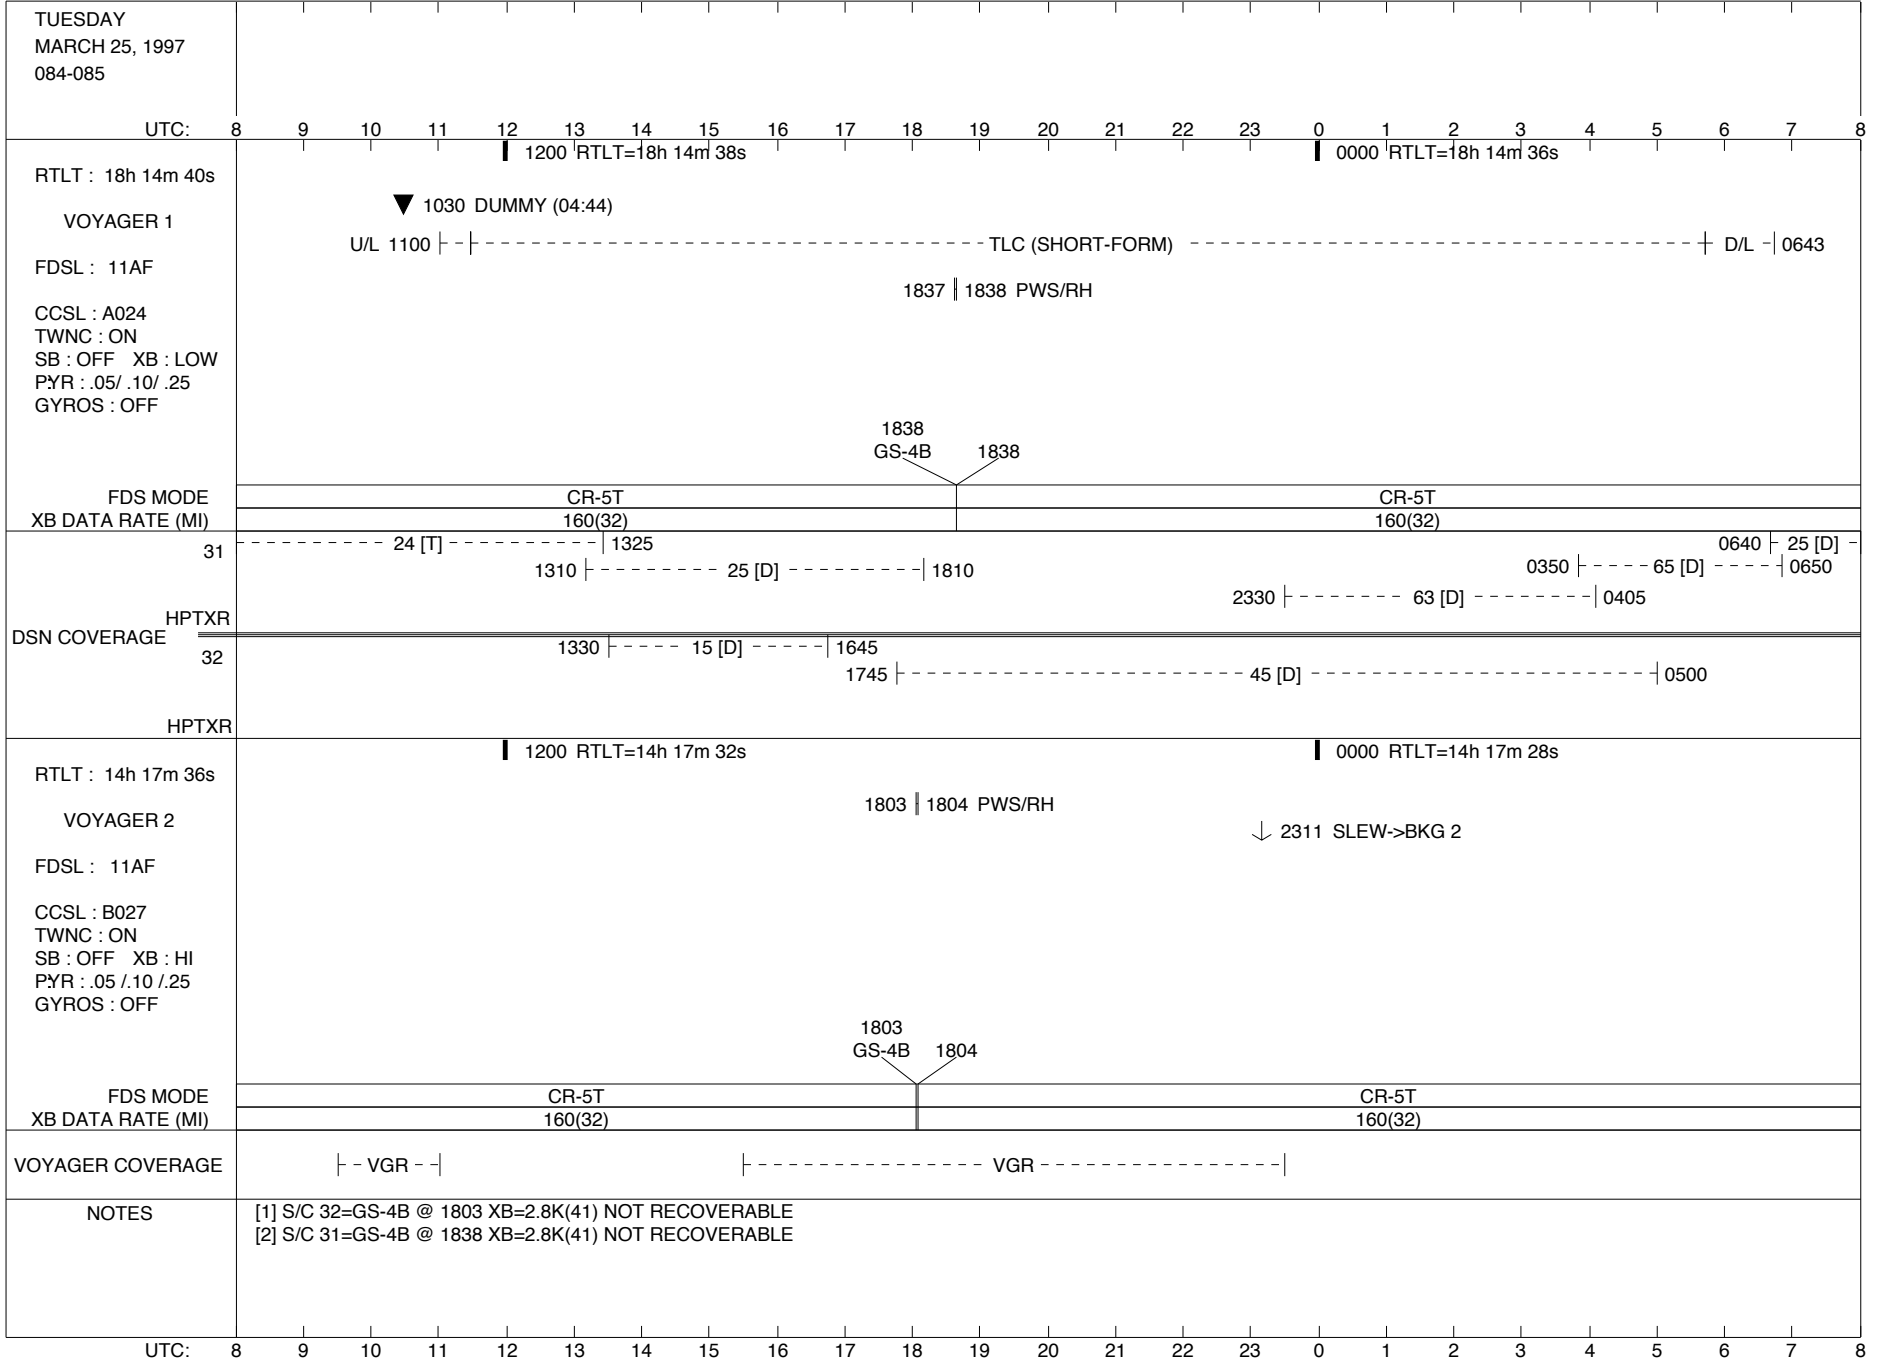 TUESDAY
MARCH 25, 1997
084-085
UTC: 8 9 10 11 12 13 14 15 16 17 18 19 20 21 22 23 0 1 2 3 4 5 6 7 8
1200 RTLT=18h 14m 38s 0000 RTLT=18h 14m 36s
RTLT : 18h 14m 40s
1030 DUMMY (04:44)
VOYAGER 1
U/L 1100 TLC (SHORT-FORM) D/L 0643
FDSL : 11AF
1837 1838 PWS/RH
CCSL : A024
TWNC : ON
SB : OFF XB : LOW
P:YR : .05/ .10/ .25
GYROS : OFF
1838
GS-4B 1838
FDS MODE CR-5T CR-5T
XB DATA RATE (MI) 160(32) 160(32)
31 24 [T] 1325 0640 25 [D]
1310 25 [D] 1810 0350 65 [D] 0650
2330 63 [D] 0405
HPTXR
DSN COVERAGE
32 1330 15 [D] 1645
1745 45 [D] 0500
HPTXR
1200 RTLT=14h 17m 32s 0000 RTLT=14h 17m 28s
RTLT : 14h 17m 36s
1803 1804 PWS/RH
VOYAGER 2
2311 SLEW->BKG 2
FDSL : 11AF
CCSL : B027
TWNC : ON
SB : OFF XB : HI
P:YR : .05 /.10 /.25
GYROS : OFF
1803
GS-4B 1804
FDS MODE CR-5T CR-5T
XB DATA RATE (MI) 160(32) 160(32)
VOYAGER COVERAGE VGR VGR
NOTES [1] S/C 32=GS-4B @ 1803 XB=2.8K(41) NOT RECOVERABLE
[2] S/C 31=GS-4B @ 1838 XB=2.8K(41) NOT RECOVERABLE
UTC: 8 9 10 11 12 13 14 15 16 17 18 19 20 21 22 23 0 1 2 3 4 5 6 7 8